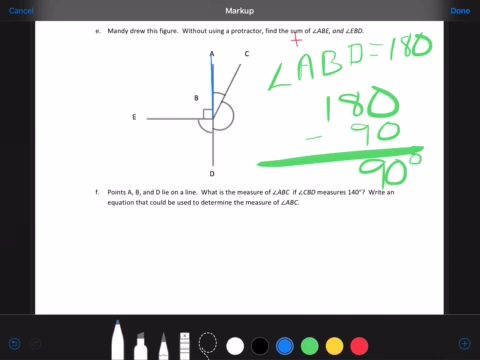 Cancel
Markup
Done
e. Mandy drew this figure. Without using a protractor, find the sum of ∠ABE, and ∠EBD.
+
A
C
B
E
D
∠ABD=180
180
- 90
90°
f. Points A, B, and D lie on a line. What is the measure of ∠ABC if ∠CBD measures 140°? Write an
equation that could be used to determine the measure of ∠ABC.